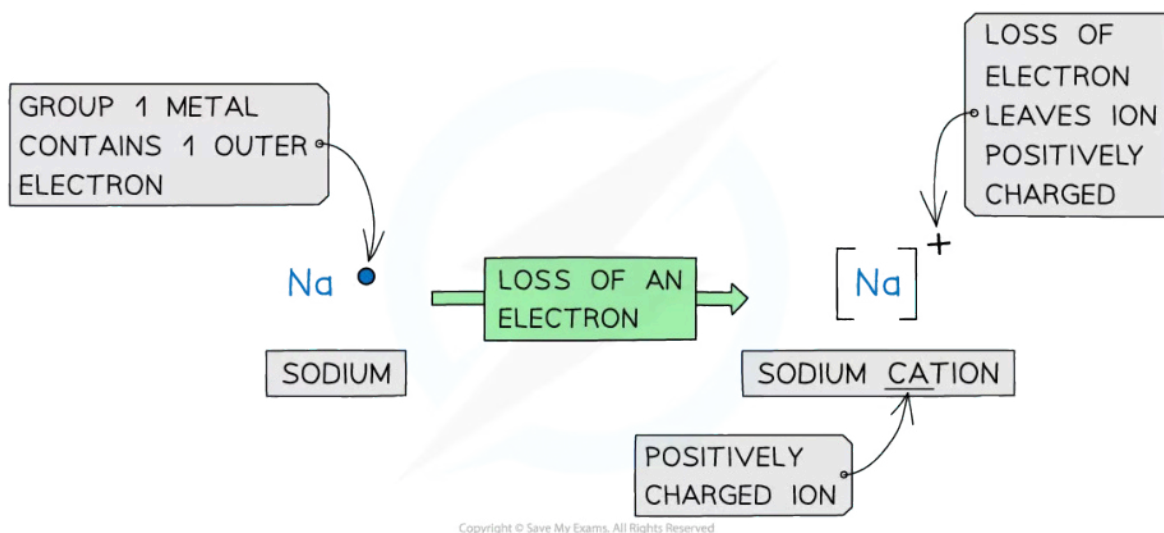 GROUP 1 METAL
CONTAINS 1 OUTER
ELECTRON
LOSS OF
ELECTRON
LEAVES ION
POSITIVELY
CHARGED
Na
LOSS OF AN
ELECTRON
[Na]+
SODIUM
SODIUM CATION
POSITIVELY
CHARGED ION
Copyright © Save My Exams. All Rights Reserved